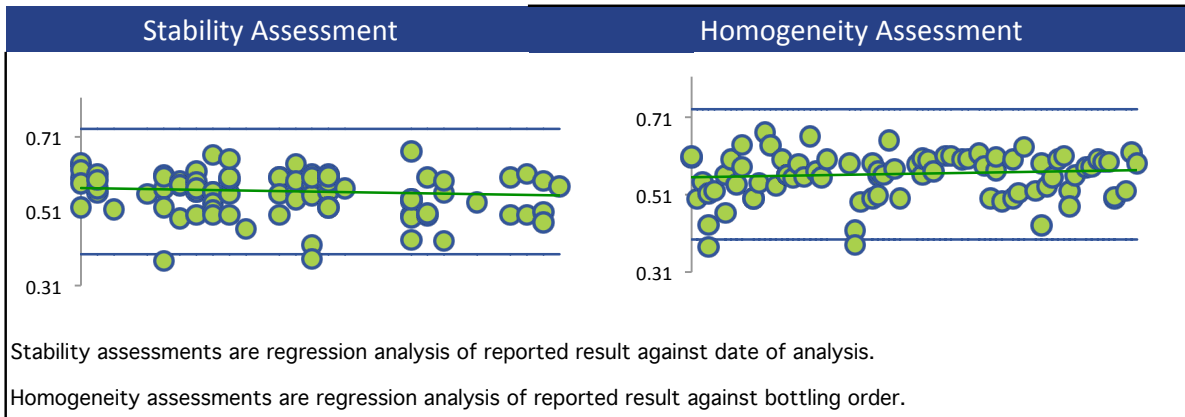 Stability Assessment
Homogeneity Assessment
0.71
0.51
0.31
0.71
0.51
0.31
Stability assessments are regression analysis of reported result against date of analysis.
Homogeneity assessments are regression analysis of reported result against bottling order.